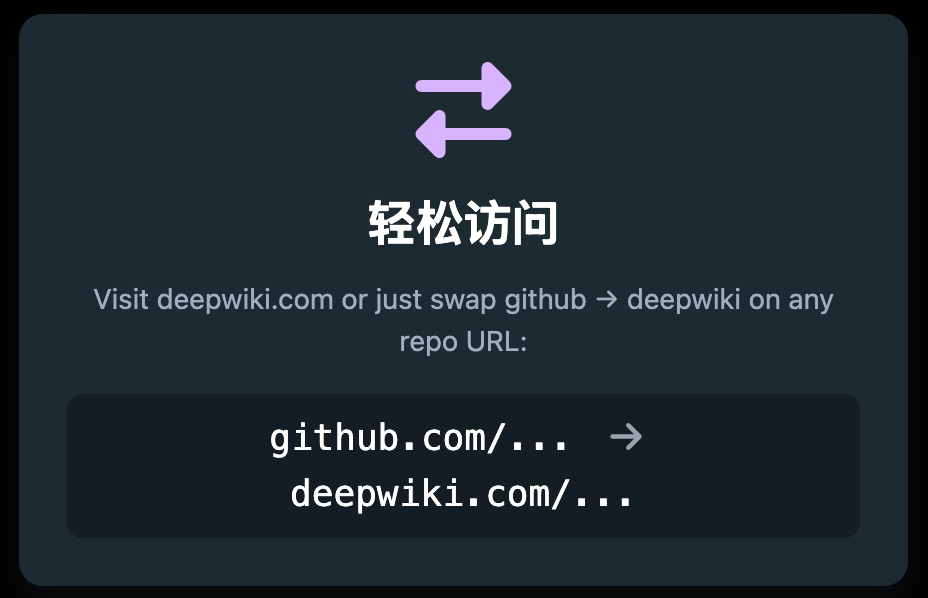 轻松访问
Visit deepwiki.com or just swap github → deepwiki on any
repo URL:
github.com/... →
deepwiki.com/...